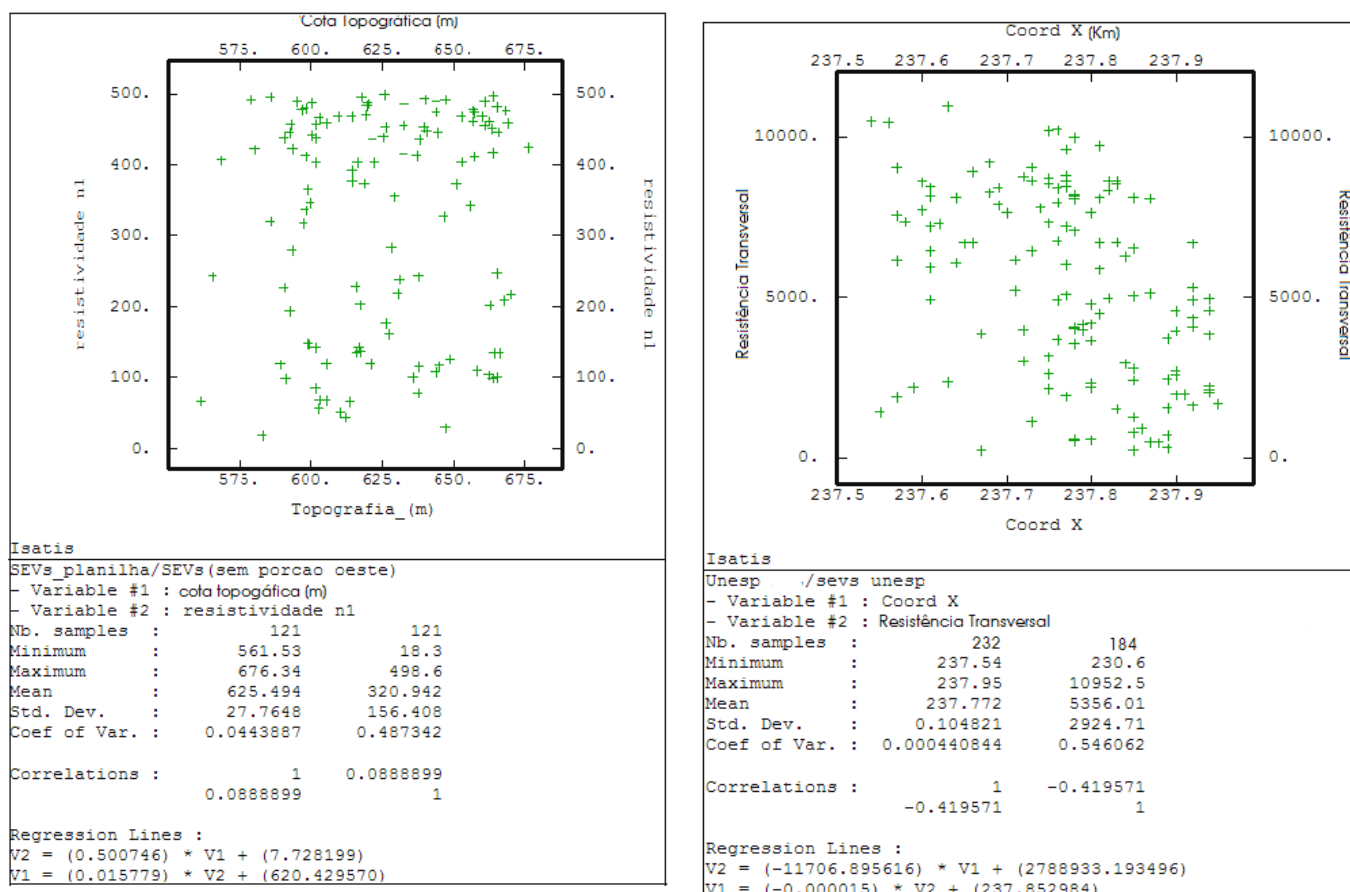 Cota Topográfica (m)
575. 600. 625. 650. 675.
500. 500.
400. 400.
300. 300.
200. 200.
100. 100.
0. 0.
resistividade n1
resistividade n1
575. 600. 625. 650. 675.
Topografia_(m)
Isatis
SEVs_planilha/SEVs(sem porcao oeste)
- Variable #1 : cota topogáfica (m)
- Variable #2 : resistividade n1
Nb. samples : 121 121
Minimum : 561.53 18.3
Maximum : 676.34 498.6
Mean : 625.494 320.942
Std. Dev. : 27.7648 156.408
Coef of Var. : 0.0443887 0.487342
Correlations : 1 0.0888899
0.0888899 1
Regression Lines :
V2 = (0.500746) * V1 + (7.728199)
V1 = (0.015779) * V2 + (620.429570)
Coord X (Km)
237.5 237.6 237.7 237.8 237.9
10000. 10000.
5000. 5000.
0. 0.
Resistência Transversal
Resistência Transversal
237.5 237.6 237.7 237.8 237.9
Coord X
Isatis
Unesp /sevs unesp
- Variable #1 : Coord X
- Variable #2 : Resistência Transversal
Nb. samples : 232 184
Minimum : 237.54 230.6
Maximum : 237.95 10952.5
Mean : 237.772 5356.01
Std. Dev. : 0.104821 2924.71
Coef of Var. : 0.000440844 0.546062
Correlations : 1 -0.419571
-0.419571 1
Regression Lines :
V2 = (-11706.895616) * V1 + (2788933.193496)
V1 = (-0.000015) * V2 + (237.852984)